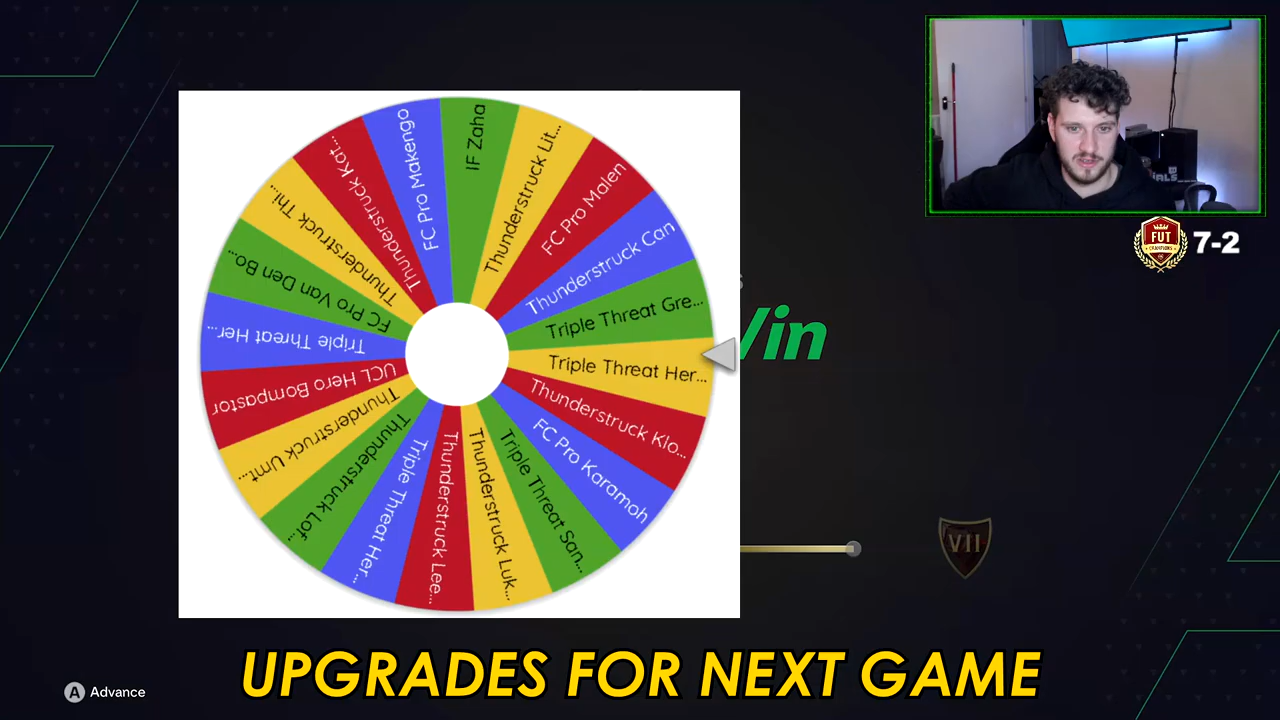 IF Zaha
Thunderstruck Lit...
FC Pro Malen
Thunderstruck Can
Triple Threat Gre...
Triple Threat Her...
Thunderstruck Klo...
FC Pro Karamoh
Triple Threat San...
Thunderstruck Luk...
Thunderstruck Lee...
Triple Threat Her...
Thunderstruck Lof...
Thunderstruck Umt...
UCL Hero Bompastor
Triple Threat Her...
FC Pro Van Den Bo...
Thunderstruck Thi...
Thunderstruck Kat...
FC Pro Makengo
FUT
CHAMPIONS
7-2
Win
VII
UPGRADES FOR NEXT GAME
A Advance